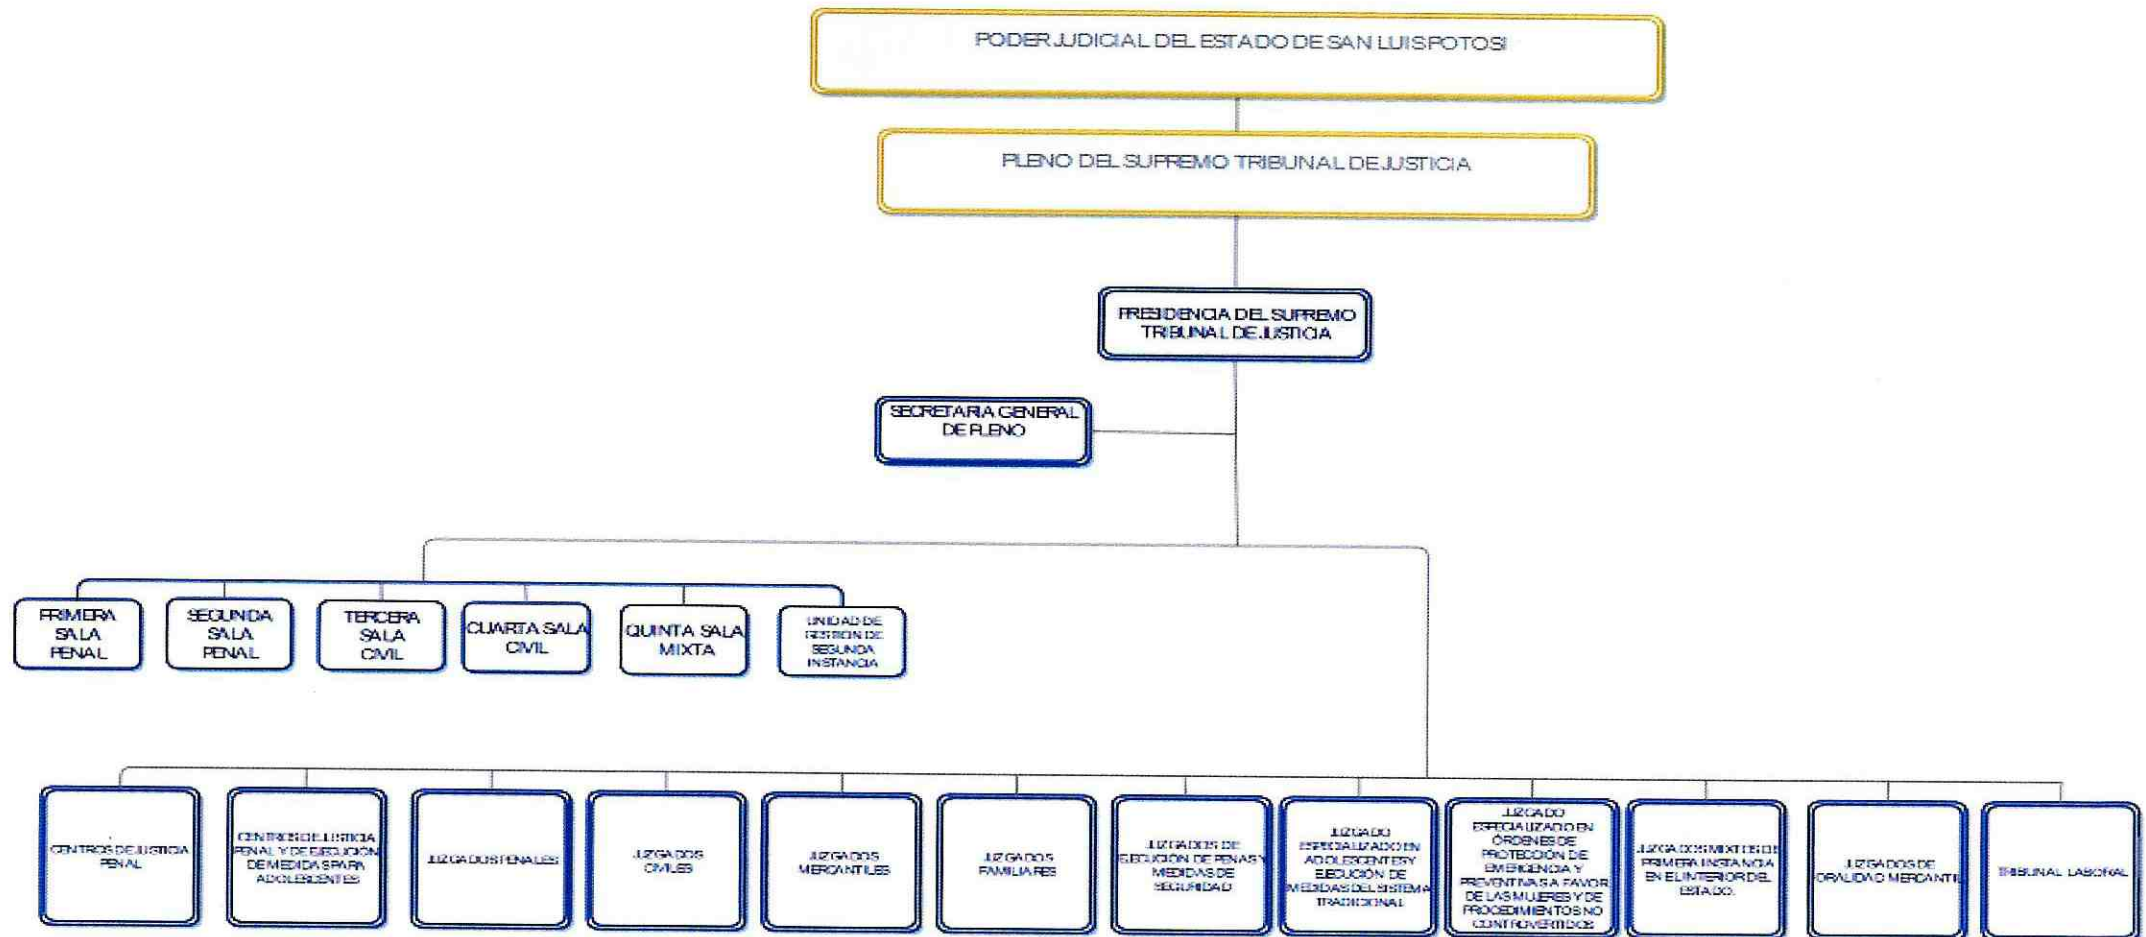 PODER JUDICIAL DEL ESTADO DE SAN LUIS POTOSI
PLENO DEL SUPREMO TRIBUNAL DE JUSTICIA
PRESIDENCIA DEL SUPREMO
TRIBUNAL DE JUSTICIA
SECRETARIA GENERAL
DE PLENO
PRIMERA
SALA
PENAL
SEGUNDA
SALA
PENAL
TERCERA
SALA
CIVIL
CUARTA SALA
CIVIL
QUINTA SALA
MIXTA
UNIDAD DE
GESTIÓN DE
SEGUNDA
INSTANCIA
CENTROS DE JUSTICIA
PENAL
CENTROS DE JUSTICIA
PENAL Y DE EJECUCIÓN
DE MEDIDAS PARA
ADOLESCENTES
JUZGADOS PENALES
JUZGADOS
CIVILES
JUZGADOS
MERCANTILES
JUZGADOS
FAMILIARES
JUZGADOS DE
EJECUCIÓN DE PENAS Y
MEDIDAS DE
SEGURIDAD
JUZGADO
ESPECIALIZADO EN
ADOLESCENTES Y
EJECUCIÓN DE
MEDIDAS DEL SISTEMA
TRADICIONAL
JUZGADO
ESPECIALIZADO EN
ÓRDENES DE
PROTECCIÓN DE
EMERGENCIA Y
PREVENTIVAS A FAVOR
DE LAS MUJERES Y DE
PROCEDIMIENTOS NO
CONTROVERTIDOS
JUZGADOS MIXTOS DE
PRIMERA INSTANCIA
EN EL INTERIOR DEL
ESTADO.
JUZGADOS DE
ORALIDAD MERCANTIL
TRIBUNAL LABORAL